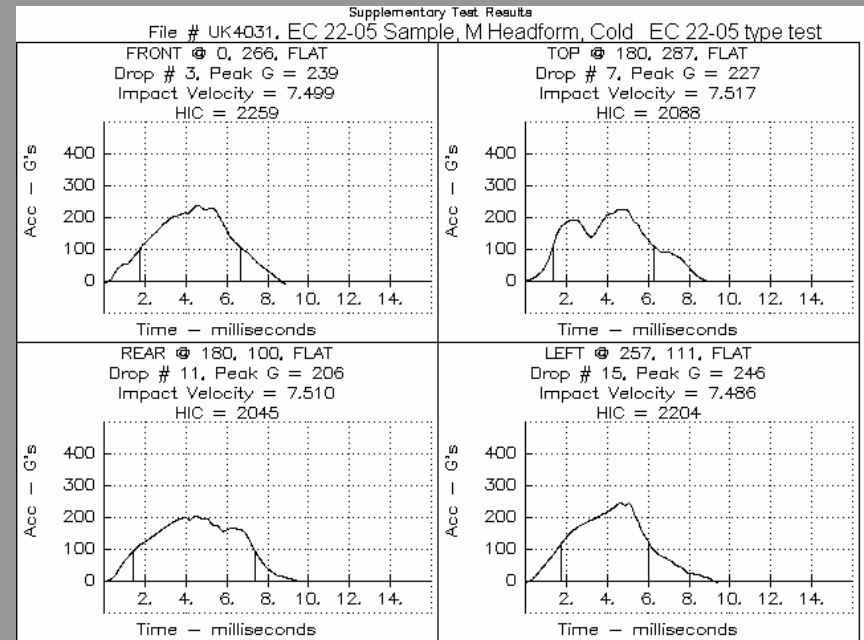 Supplementary Test Results
File # UK4031, EC 22-05 Sample, M Headform, Cold EC 22-05 type test
FRONT @ 0, 266, FLAT
Drop # 3, Peak G = 239
Impact Velocity = 7.499
HIC = 2259
Acc - G's
400
300
200
100
0
2. 4. 6. 8. 10. 12. 14.
Time - milliseconds
TOP @ 180, 287, FLAT
Drop # 7, Peak G = 227
Impact Velocity = 7.517
HIC = 2088
Acc - G's
400
300
200
100
0
2. 4. 6. 8. 10. 12. 14.
Time - milliseconds
REAR @ 180, 100, FLAT
Drop # 11, Peak G = 206
Impact Velocity = 7.510
HIC = 2045
Acc - G's
400
300
200
100
0
2. 4. 6. 8. 10. 12. 14.
Time - milliseconds
LEFT @ 257, 111, FLAT
Drop # 15, Peak G = 246
Impact Velocity = 7.486
HIC = 2204
Acc - G's
400
300
200
100
0
2. 4. 6. 8. 10. 12. 14.
Time - milliseconds